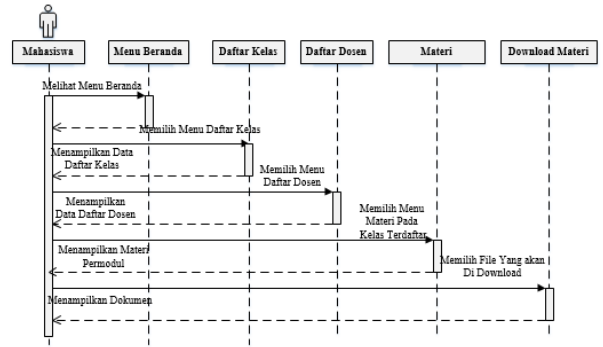 Mahasiswa
Menu Beranda
Daftar Kelas
Daftar Dosen
Materi
Download Materi
Melihat Menu Beranda
Memilih Menu Daftar Kelas
Menampilkan Data
Daftar Kelas
Memilih Menu
Daftar Dosen
Menampilkan
Data Daftar Dosen
Memilih Menu
Materi Pada
Kelas Terdaftar
Menampilkan Materi
Permodul
Memilih File Yang akan
Di Download
Menampilkan Dokumen